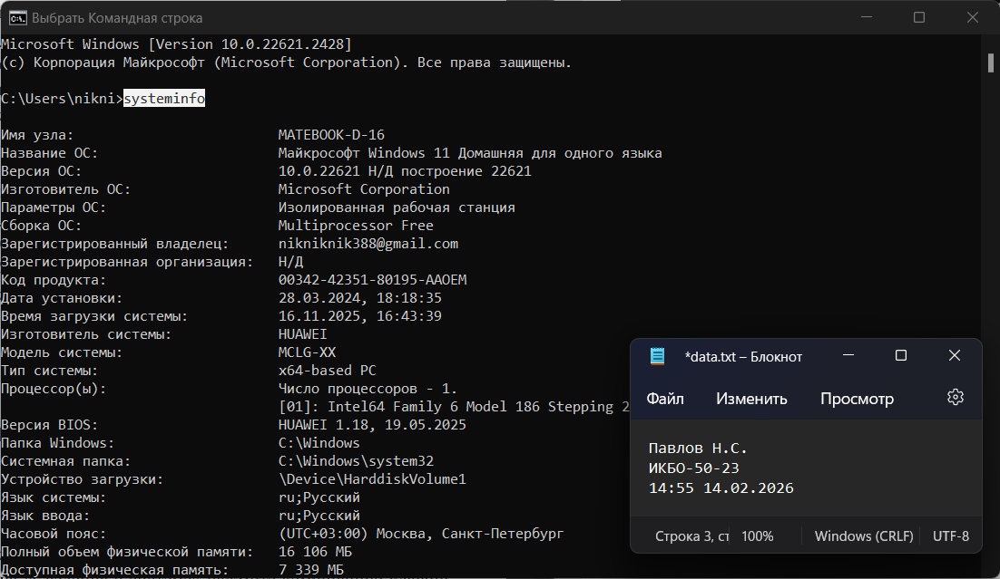 Выбрать Командная строка
Microsoft Windows [Version 10.0.22621.2428]
(c) Корпорация Майкрософт (Microsoft Corporation). Все права защищены.
C:\Users\nikni>systeminfo
Имя узла: MATEBOOK-D-16
Название ОС: Майкрософт Windows 11 Домашняя для одного языка
Версия ОС: 10.0.22621 Н/Д построение 22621
Изготовитель ОС: Microsoft Corporation
Параметры ОС: Изолированная рабочая станция
Сборка ОС: Multiprocessor Free
Зарегистрированный владелец: nikniknik388@gmail.com
Зарегистрированная организация: Н/Д
Код продукта: 00342-42351-80195-AAOEM
Дата установки: 28.03.2024, 18:18:35
Время загрузки системы: 16.11.2025, 16:43:39
Изготовитель системы: HUAWEI
Модель системы: MCLG-XX
Тип системы: x64-based PC
Процессор(ы): Число процессоров - 1.
[01]: Intel64 Family 6 Model 186 Stepping 2
Версия BIOS: HUAWEI 1.18, 19.05.2025
Папка Windows: C:\Windows
Системная папка: C:\Windows\system32
Устройство загрузки: \Device\HarddiskVolume1
Язык системы: ru;Русский
Язык ввода: ru;Русский
Часовой пояс: (UTC+03:00) Москва, Санкт-Петербург
Полный объем физической памяти: 16 106 МБ
Доступная физическая память: 7 339 МБ
*data.txt – Блокнот
Файл Изменить Просмотр
Павлов Н.С.
ИКБО-50-23
14:55 14.02.2026
Строка 3, ст 100% Windows (CRLF) UTF-8